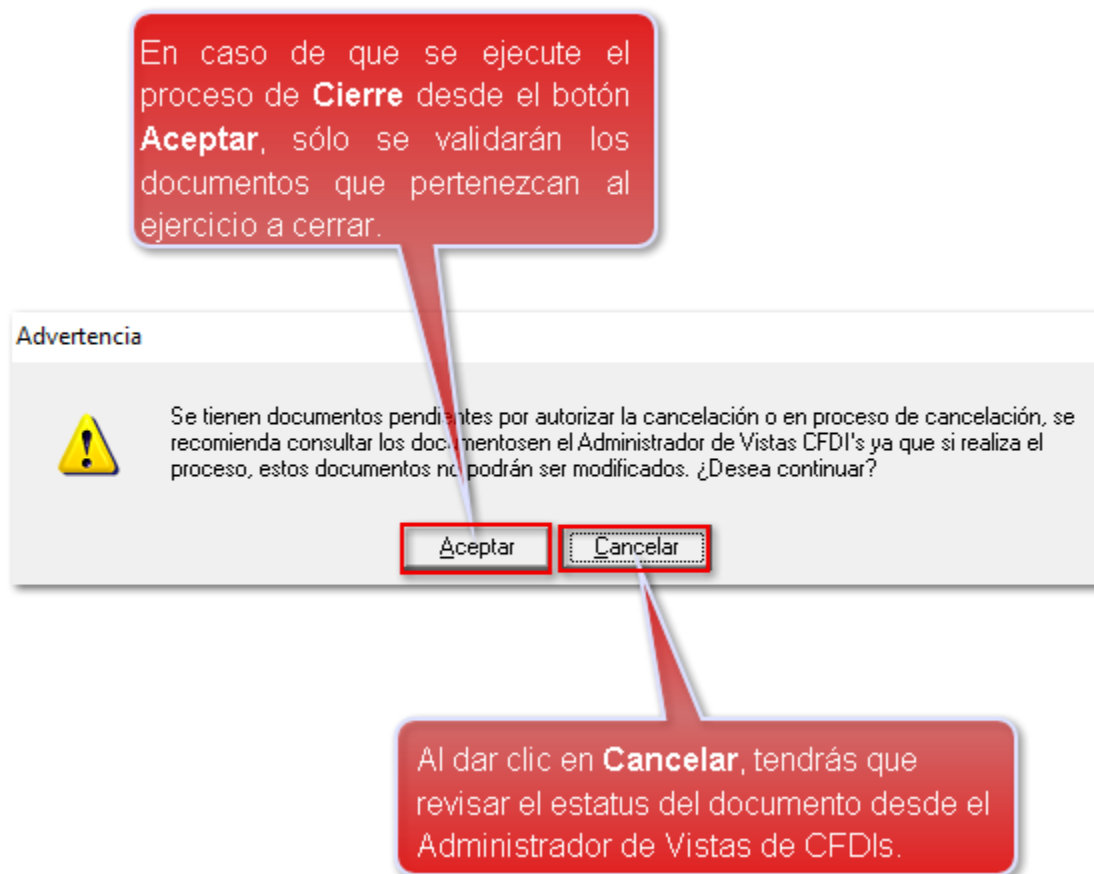 En caso de que se ejecute el
proceso de Cierre desde el botón
Aceptar, sólo se validarán los
documentos que pertenezcan al
ejercicio a cerrar.
Advertencia
Se tienen documentos pendientes por autorizar la cancelación o en proceso de cancelación, se
recomienda consultar los documentosen el Administrador de Vistas CFDI's ya que si realiza el
proceso, estos documentos no podrán ser modificados. ¿Desea continuar?
Aceptar
Cancelar
Al dar clic en Cancelar, tendrás que
revisar el estatus del documento desde el
Administrador de Vistas de CFDIs.